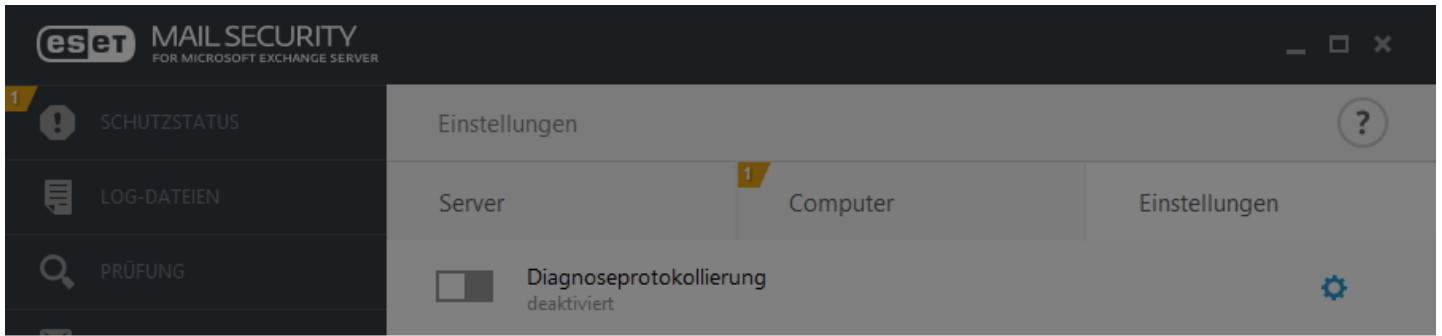 eset MAIL SECURITY
FOR MICROSOFT EXCHANGE SERVER
1
SCHUTZSTATUS
Einstellungen
?
LOG-DATEIEN
Server
1
Computer
Einstellungen
PRÜFUNG
Diagnoseprotokollierung
deaktiviert